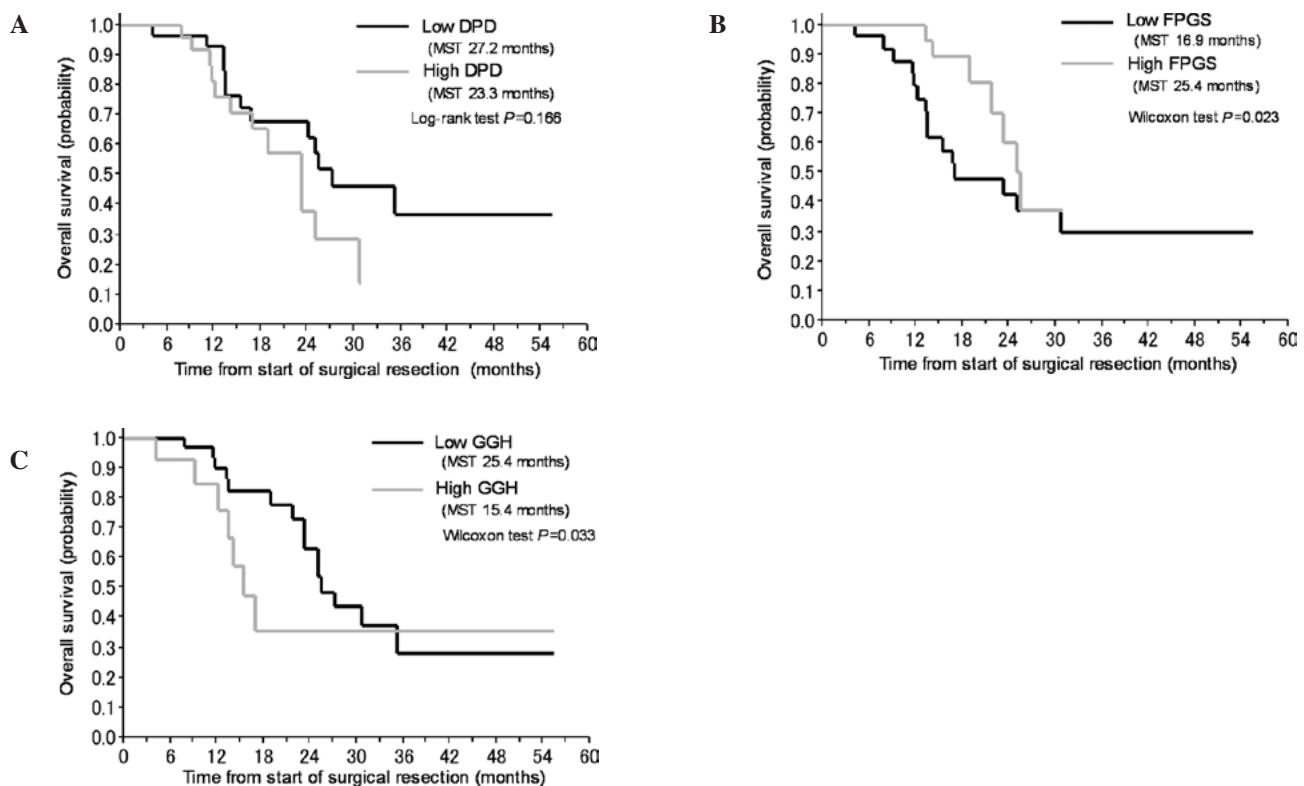 A
Low DPD
(MST 27.2 months)
High DPD
(MST 23.3 months)
Log-rank test P=0.166
Overall survival (probability)
1.0
0.9
0.8
0.7
0.6
0.5
0.4
0.3
0.2
0.1
0.0
0 6 12 18 24 30 36 42 48 54 60
Time from start of surgical resection (months)
B
Low FPGS
(MST 16.9 months)
High FPGS
(MST 25.4 months)
Wilcoxon test P=0.023
Overall survival (probability)
1.0
0.9
0.8
0.7
0.6
0.5
0.4
0.3
0.2
0.1
0.0
0 6 12 18 24 30 36 42 48 54 60
Time from start of surgical resection (months)
C
Low GGH
(MST 25.4 months)
High GGH
(MST 15.4 months)
Wilcoxon test P=0.033
Overall survival (probability)
1.0
0.9
0.8
0.7
0.6
0.5
0.4
0.3
0.2
0.1
0.0
0 6 12 18 24 30 36 42 48 54 60
Time from start of surgical resection (months)